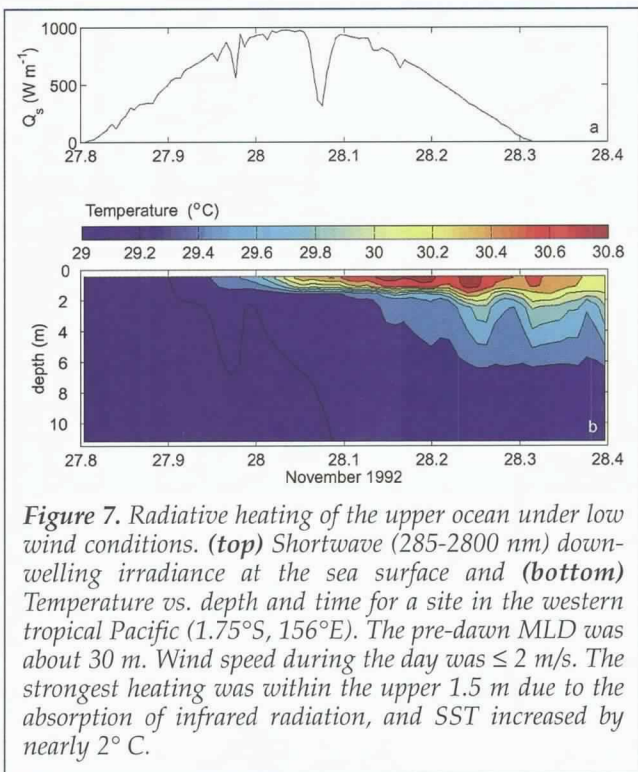 1000
500
0
Qs (W m⁻¹)
a
27.8 27.9 28 28.1 28.2 28.3 28.4
Temperature (°C)
29 29.2 29.4 29.6 29.8 30 30.2 30.4 30.6 30.8
0
2
4
6
8
10
depth (m)
b
27.8 27.9 28 28.1 28.2 28.3 28.4
November 1992
Figure 7. Radiative heating of the upper ocean under low
wind conditions. (top) Shortwave (285-2800 nm) down-
welling irradiance at the sea surface and (bottom)
Temperature vs. depth and time for a site in the western
tropical Pacific (1.75°S, 156°E). The pre-dawn MLD was
about 30 m. Wind speed during the day was ≤ 2 m/s. The
strongest heating was within the upper 1.5 m due to the
absorption of infrared radiation, and SST increased by
nearly 2° C.